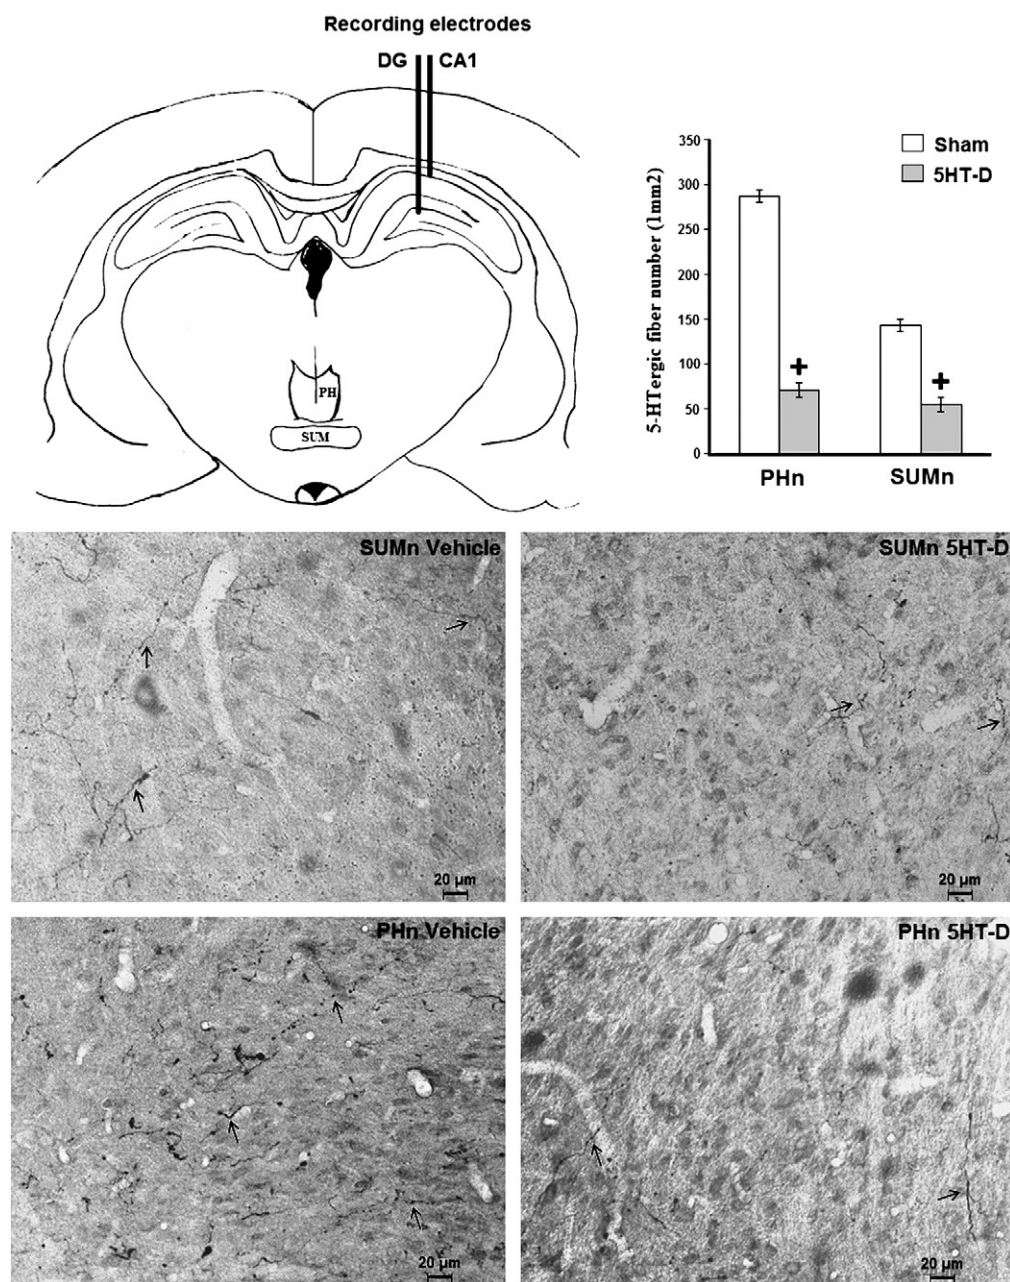 Recording electrodes
DG CA1
PH
SUM
350
300
250
200
150
100
50
0
5-HTergic fiber number (1mm2)
Sham
5HT-D
+
+
PHn SUMn
SUMn Vehicle
20 µm
SUMn 5HT-D
20 µm
PHn Vehicle
20 µm
PHn 5HT-D
20 µm